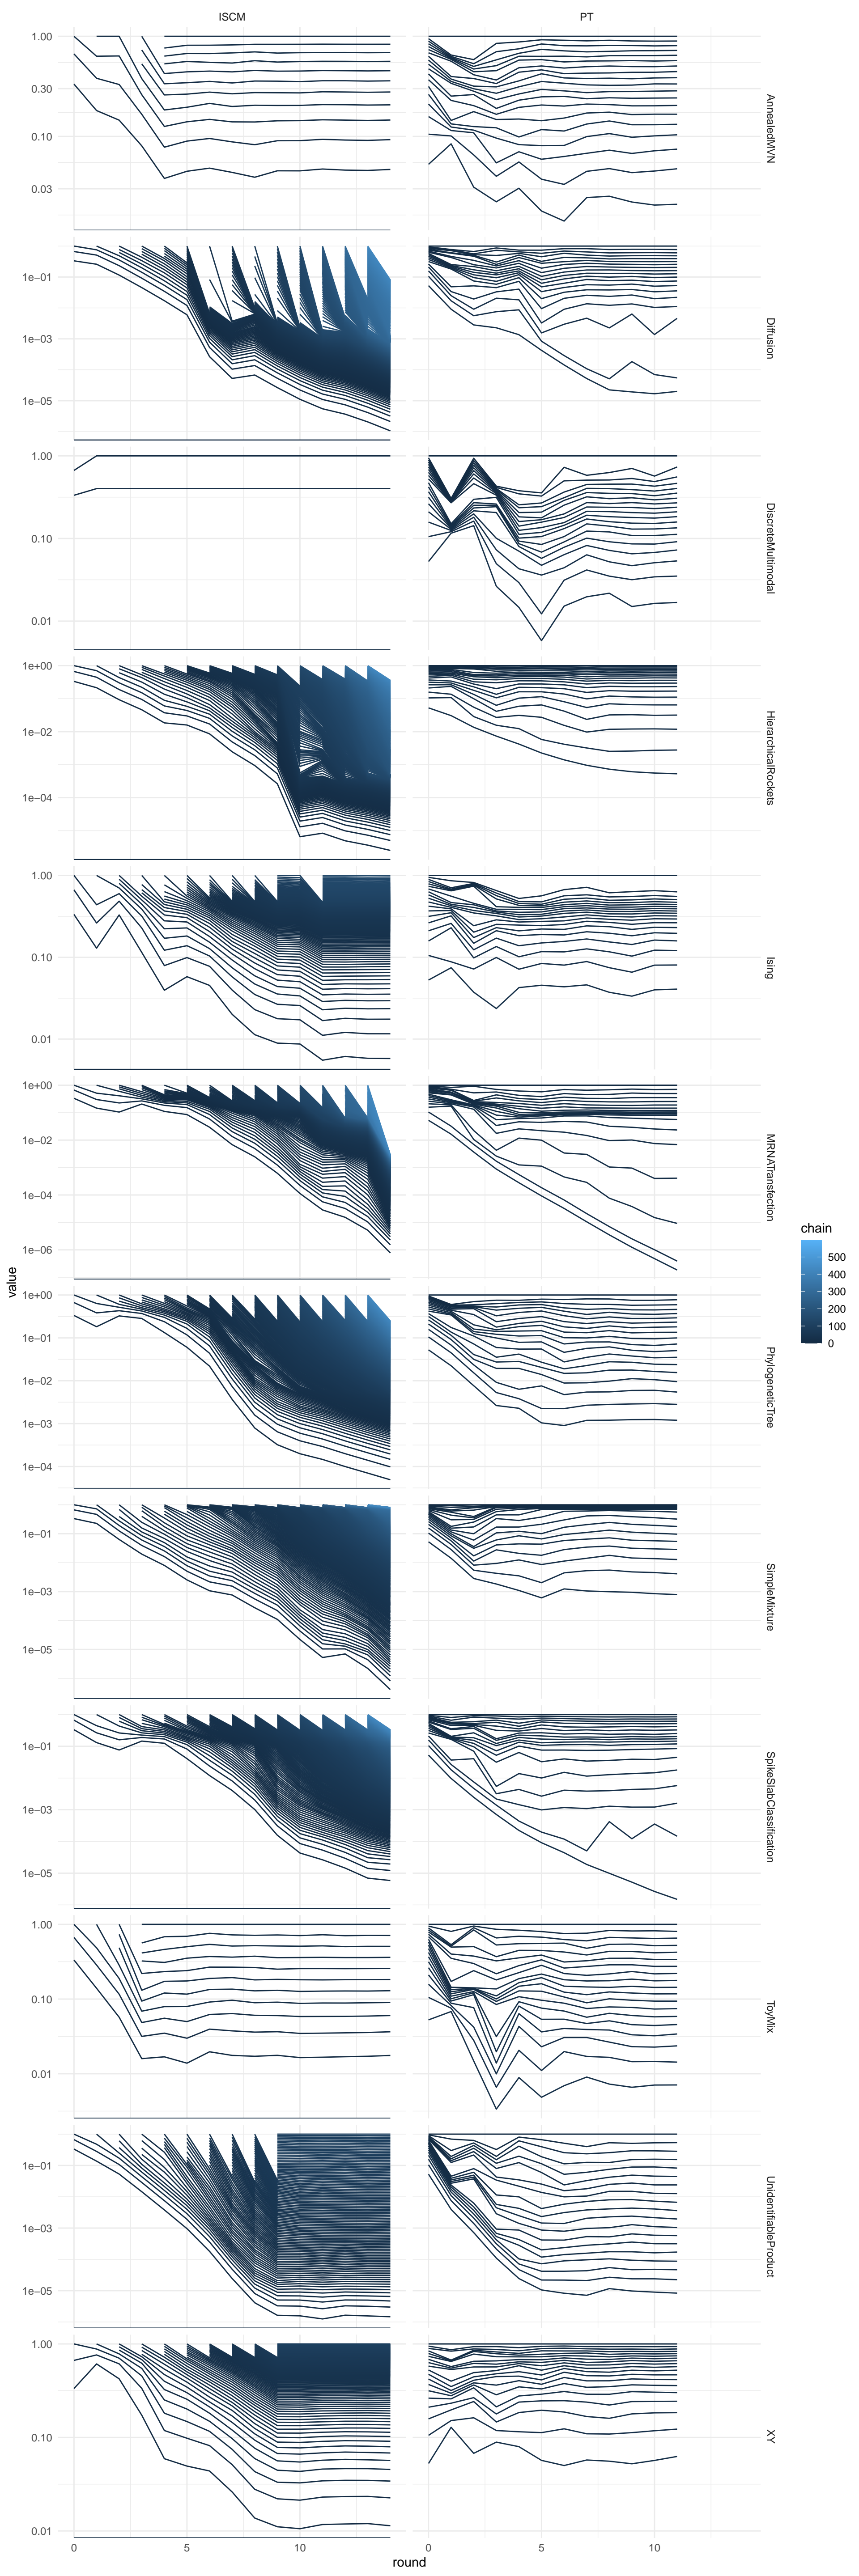 ISCM PT
1.00
0.30
0.10
0.03
AnnealedMVN
1e−01
1e−03
1e−05
Diffusion
1.00
0.10
0.01
DiscreteMultimodal
1e+00
1e−02
1e−04
HierarchicalRockets
1.00
0.10
0.01
Ising
1e+00
1e−02
1e−04
1e−06
MRNATransfection
1e+00
1e−01
1e−02
1e−03
1e−04
PhylogeneticTree
1e−01
1e−03
1e−05
SimpleMixture
1e−01
1e−03
1e−05
SpikeSlabClassification
1.00
0.10
0.01
ToyMix
1e−01
1e−03
1e−05
UnidentifiableProduct
1.00
0.10
0.01
XY
0 5 10 0 5 10
round
value
chain
500
400
300
200
100
0